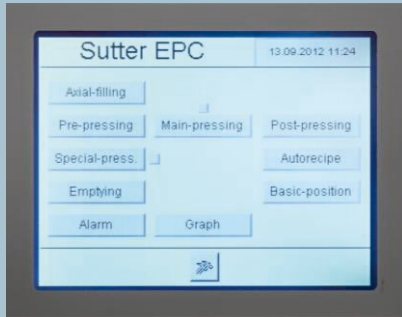 Sutter EPC 13.09.2012 11:24
Axial-filling
Pre-pressing Main-pressing Post-pressing
Special-press. Autorecipe
Emptying Basic-position
Alarm Graph